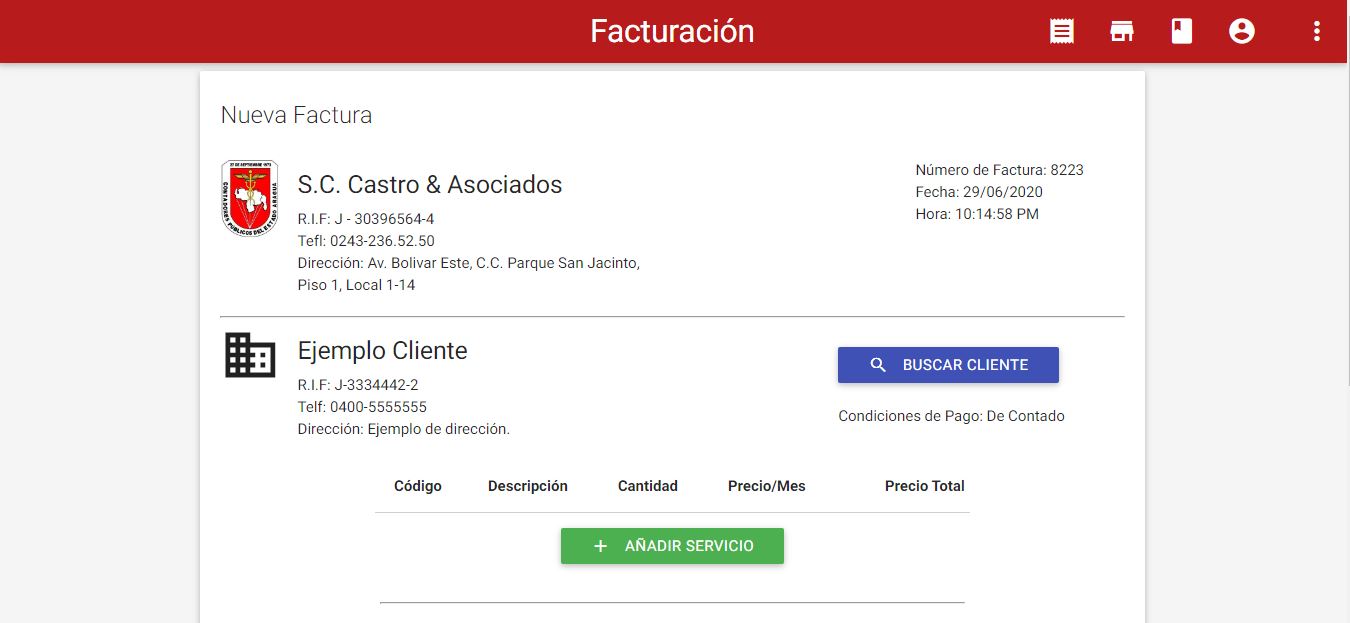 Facturación
Nueva Factura
27 DE SEPTIEMBRE 1973
CONTADORES PUBLICOS DEL ESTADO ARAGUA
S.C. Castro & Asociados
R.I.F: J - 30396564-4
Tefl: 0243-236.52.50
Dirección: Av. Bolivar Este, C.C. Parque San Jacinto,
Piso 1, Local 1-14
Número de Factura: 8223
Fecha: 29/06/2020
Hora: 10:14:58 PM
Ejemplo Cliente
R.I.F: J-3334442-2
Telf: 0400-5555555
Dirección: Ejemplo de dirección.
BUSCAR CLIENTE
Condiciones de Pago: De Contado
Código Descripción Cantidad Precio/Mes Precio Total
AÑADIR SERVICIO